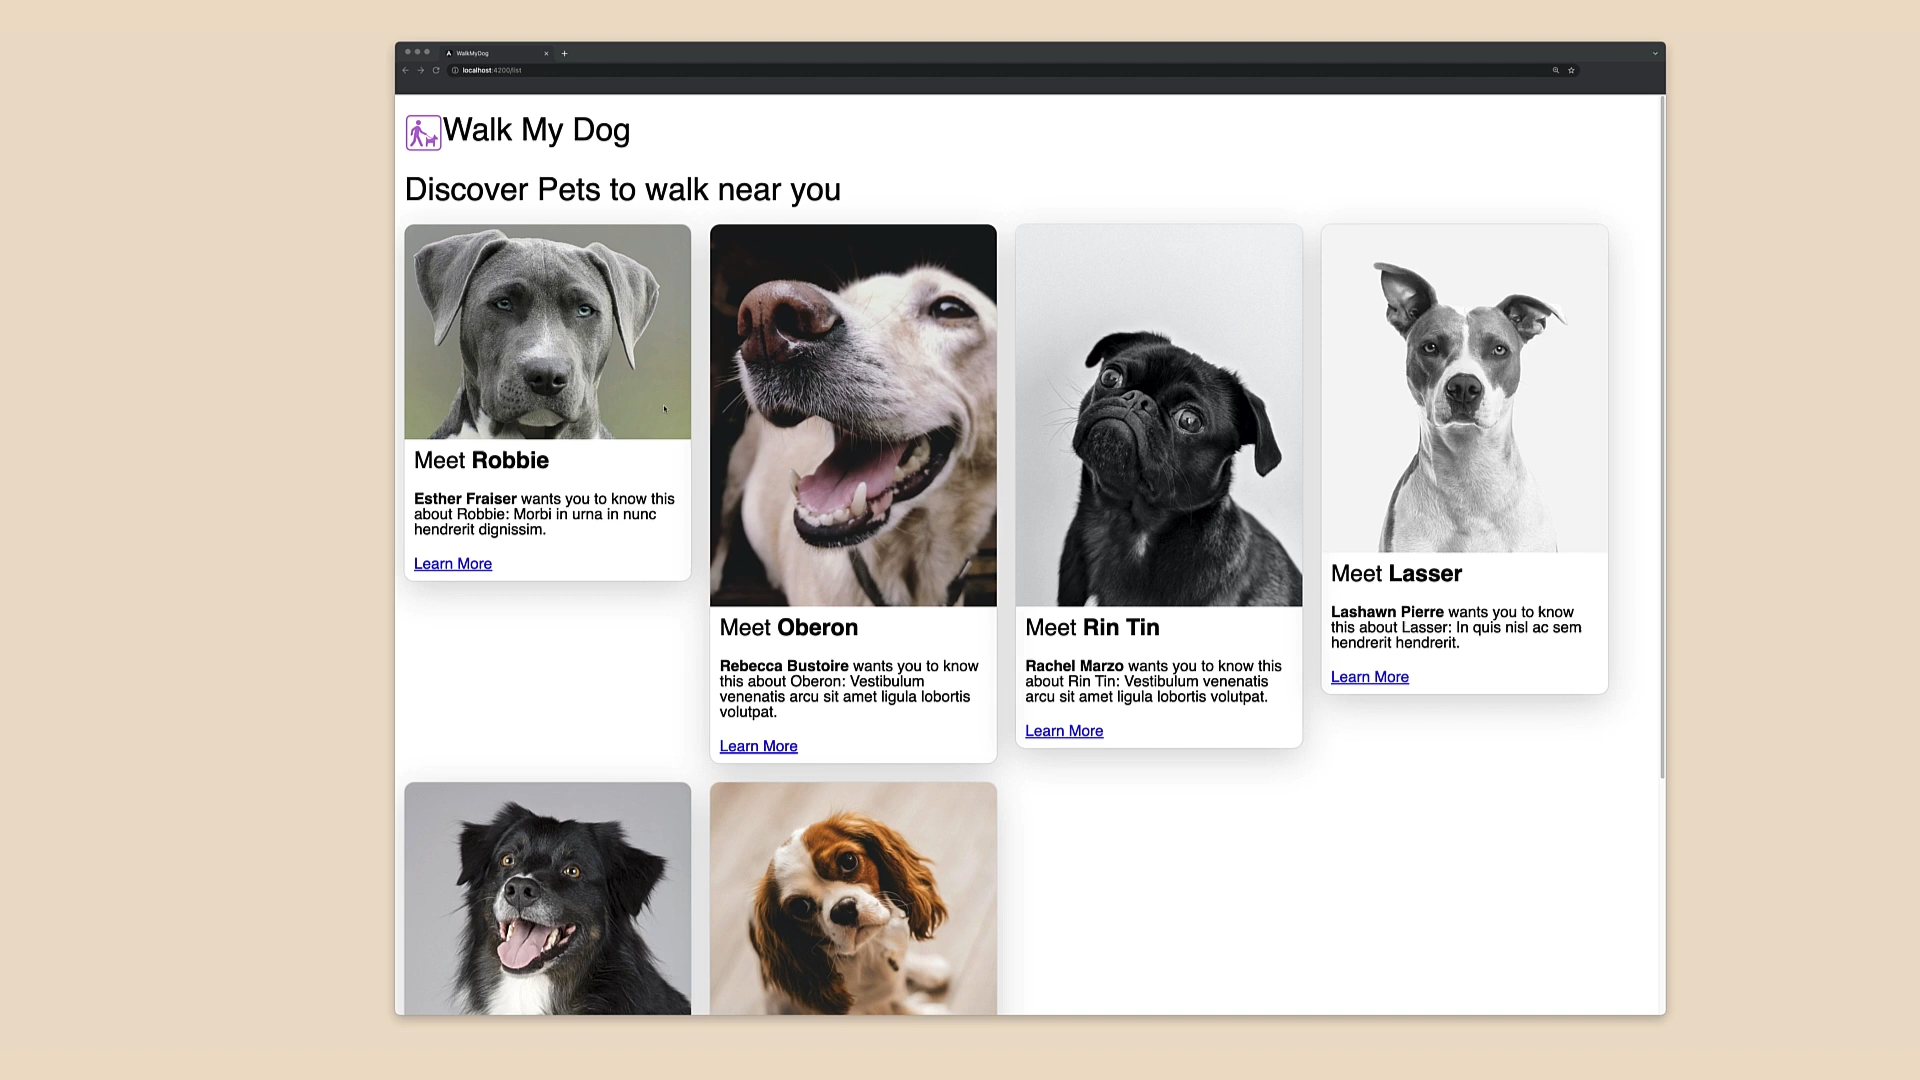 WalkMyDog
localhost:4200/list
Walk My Dog
Discover Pets to walk near you
Meet Robbie
Esther Fraiser wants you to know this
about Robbie: Morbi in urna in nunc
hendrerit dignissim.
Learn More
Meet Oberon
Rebecca Bustoire wants you to know
this about Oberon: Vestibulum
venenatis arcu sit amet ligula lobortis
volutpat.
Learn More
Meet Rin Tin
Rachel Marzo wants you to know this
about Rin Tin: Vestibulum venenatis
arcu sit amet ligula lobortis volutpat.
Learn More
Meet Lasser
Lashawn Pierre wants you to know
this about Lasser: In quis nisl ac sem
hendrerit hendrerit.
Learn More